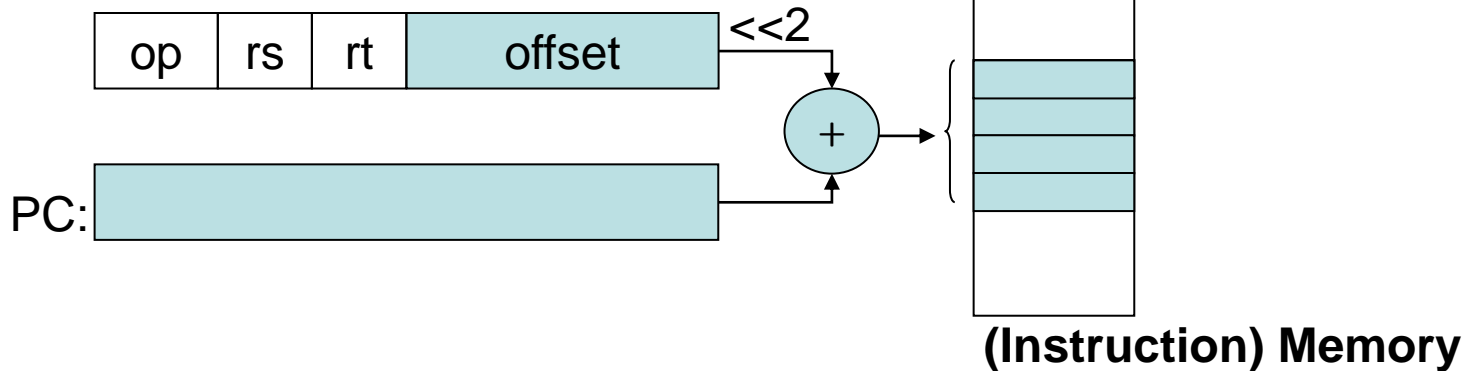 op rs rt offset <<2
+
PC:
(Instruction) Memory